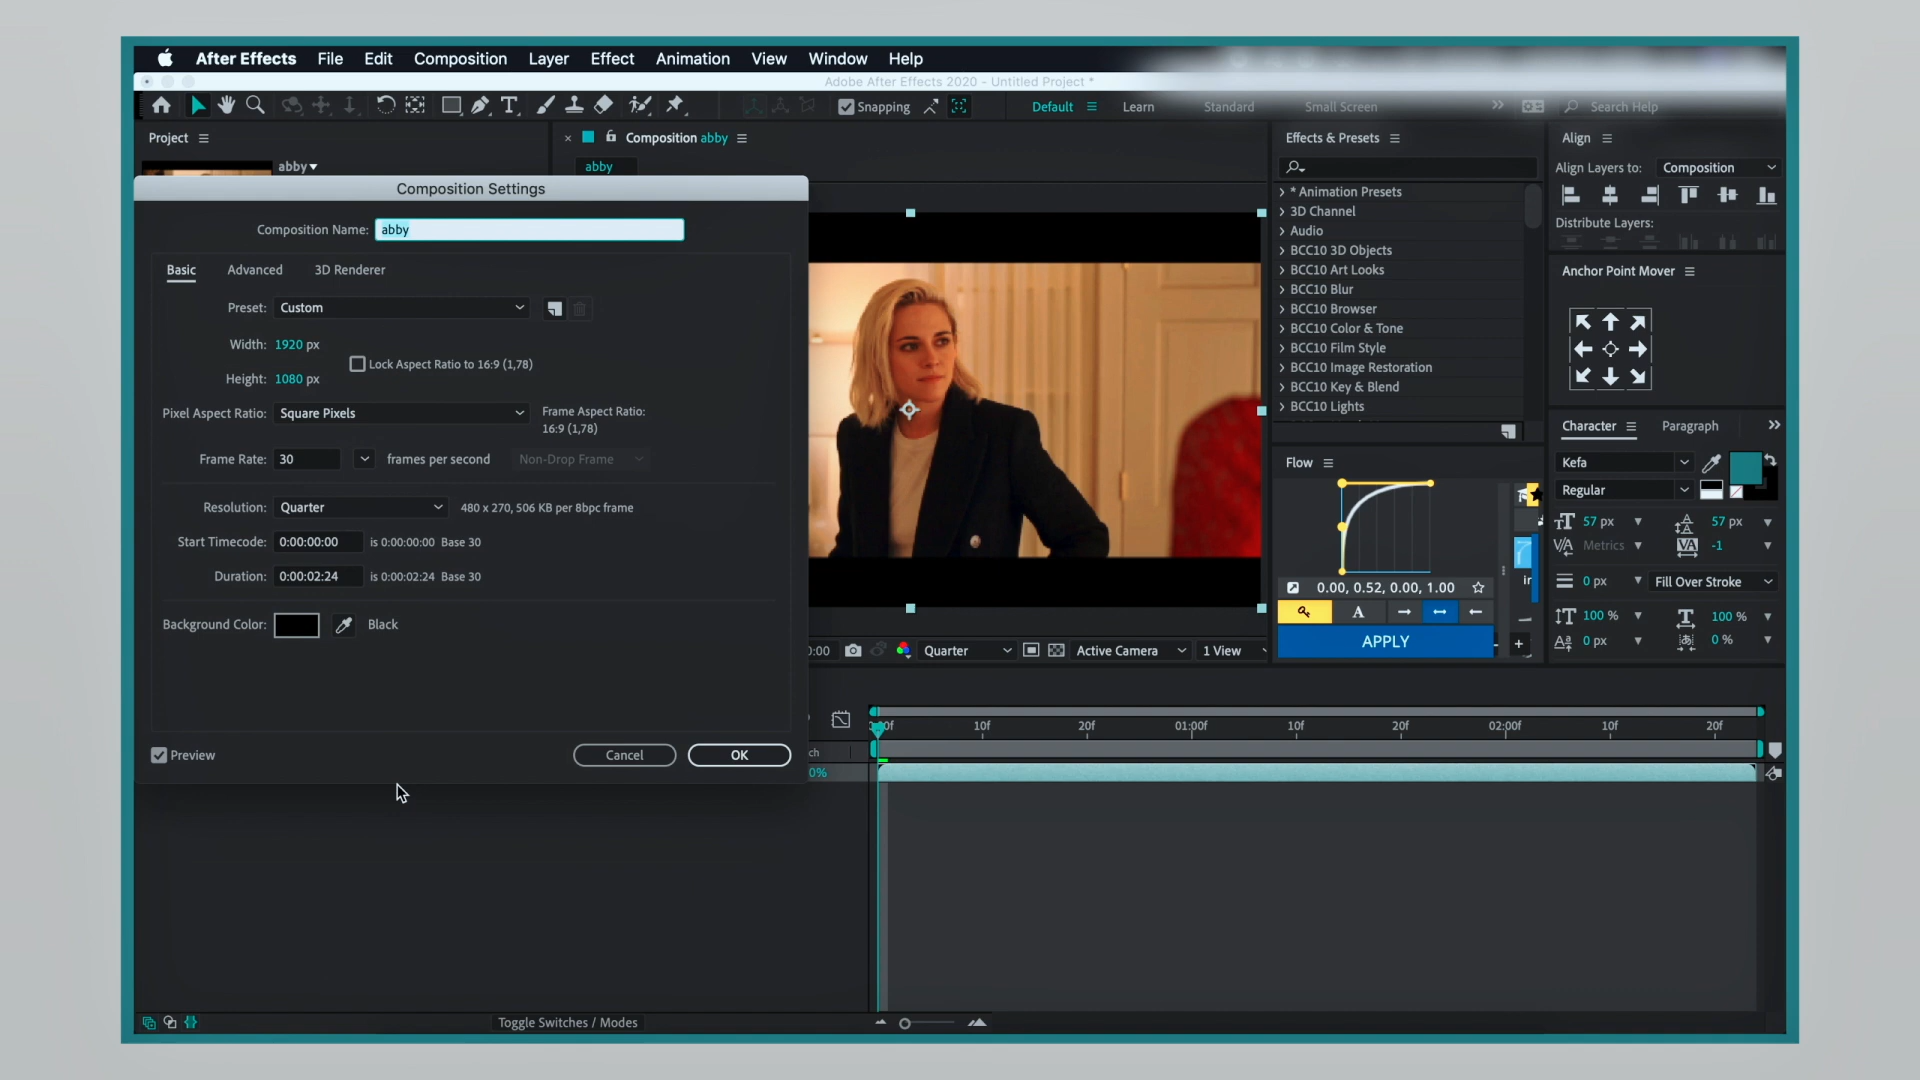 After Effects File Edit Composition Layer Effect Animation View Window Help
Adobe After Effects 2020 - Untitled Project *
Snapping Default Learn Standard Small Screen Search Help
Project
abby
Composition abby
abby
Composition Settings
Composition Name: abby
Basic Advanced 3D Renderer
Preset: Custom
Width: 1920 px
Lock Aspect Ratio to 16:9 (1,78)
Height: 1080 px
Pixel Aspect Ratio: Square Pixels
Frame Aspect Ratio:
16:9 (1,78)
Frame Rate: 30 frames per second Non-Drop Frame
Resolution: Quarter 480 x 270, 506 KB per 8bpc frame
Start Timecode: 0:00:00:00 is 0:00:00:00 Base 30
Duration: 0:00:02:24 is 0:00:02:24 Base 30
Background Color: Black
Preview Cancel OK
Effects & Presets
* Animation Presets
3D Channel
Audio
BCC10 3D Objects
BCC10 Art Looks
BCC10 Blur
BCC10 Browser
BCC10 Color & Tone
BCC10 Film Style
BCC10 Image Restoration
BCC10 Key & Blend
BCC10 Lights
Flow
0.00, 0.52, 0.00, 1.00
A
APPLY
Align
Align Layers to: Composition
Distribute Layers:
Anchor Point Mover
Character Paragraph
Kefa
Regular
57 px 57 px
Metrics -1
0 px Fill Over Stroke
100 % 100 %
0 px 0 %
:00 Quarter Active Camera 1 View
10f 20f 01:00f 10f 20f 02:00f 10f 20f
ch
0%
Toggle Switches / Modes